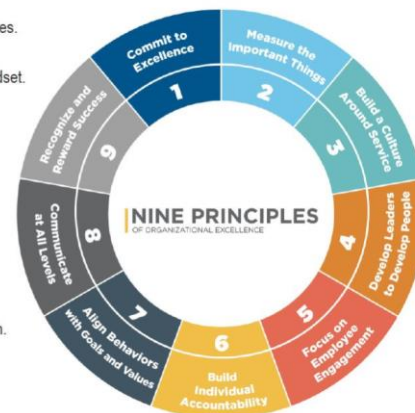 es.
dset.
n.
Commit to
Excellence
1
Measure the
Important Things
2
Build a Culture
Around Service
3
Develop Leaders
to Develop People
4
Focus on
Employee
Engagement
5
Build
Individual
Accountability
6
Align Behaviors
with Goals and Values
7
Communicate
at All Levels
8
Recognize and
Reward Success
9
NINE PRINCIPLES
OF ORGANIZATIONAL EXCELLENCE